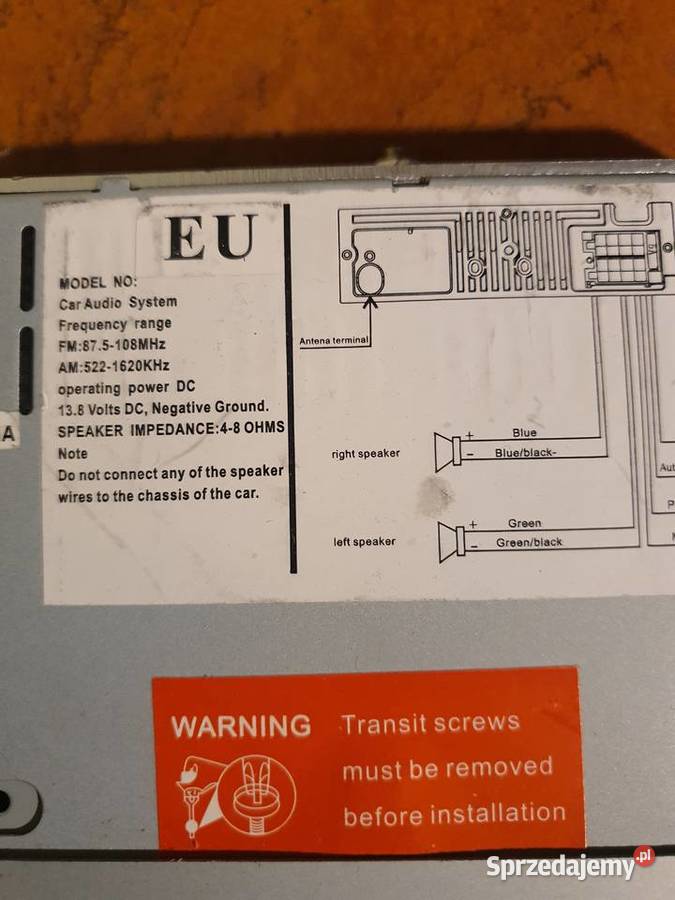 EU
MODEL NO:
Car Audio System
Frequency range
FM:87.5-108MHz
AM:522-1620KHz
operating power DC
13.8 Volts DC, Negative Ground.
SPEAKER IMPEDANCE:4-8 OHMS
Note
Do not connect any of the speaker
wires to the chassis of the car.
A
Antena terminal
right speaker
+ Blue
- Blue/black-
left speaker
+ Green
- Green/black
Aut
P
WARNING
Transit screws
must be removed
before installation
Sprzedajemy.pl